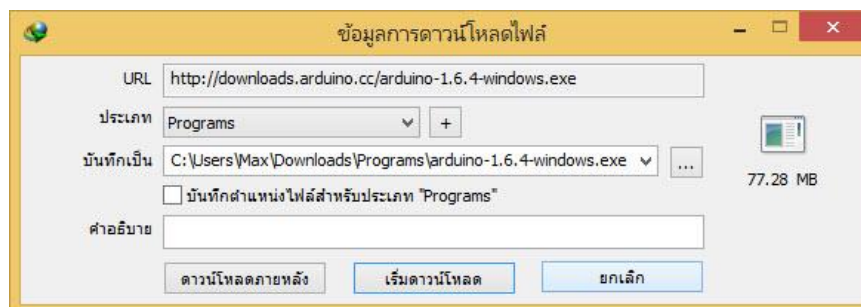 ข้อมูลการดาวน์โหลดไฟล์
URL http://downloads.arduino.cc/arduino-1.6.4-windows.exe
ประเภท Programs +
บันทึกเป็น C:\Users\Max\Downloads\Programs\arduino-1.6.4-windows.exe ...
77.28 MB
บันทึกตำแหน่งไฟล์สำหรับประเภท "Programs"
คำอธิบาย
ดาวน์โหลดภายหลัง เริ่มดาวน์โหลด ยกเลิก